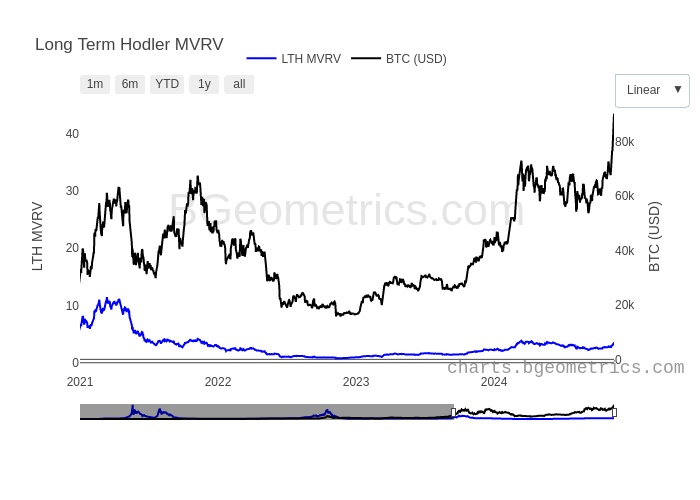 Long Term Hodler MVRV
LTH MVRV BTC (USD)
1m 6m YTD 1y all
Linear ▼
40
30
20
10
0
LTH MVRV
80k
60k
40k
20k
0
BTC (USD)
BGeometrics.com
charts.bgeometrics.com
2021 2022 2023 2024